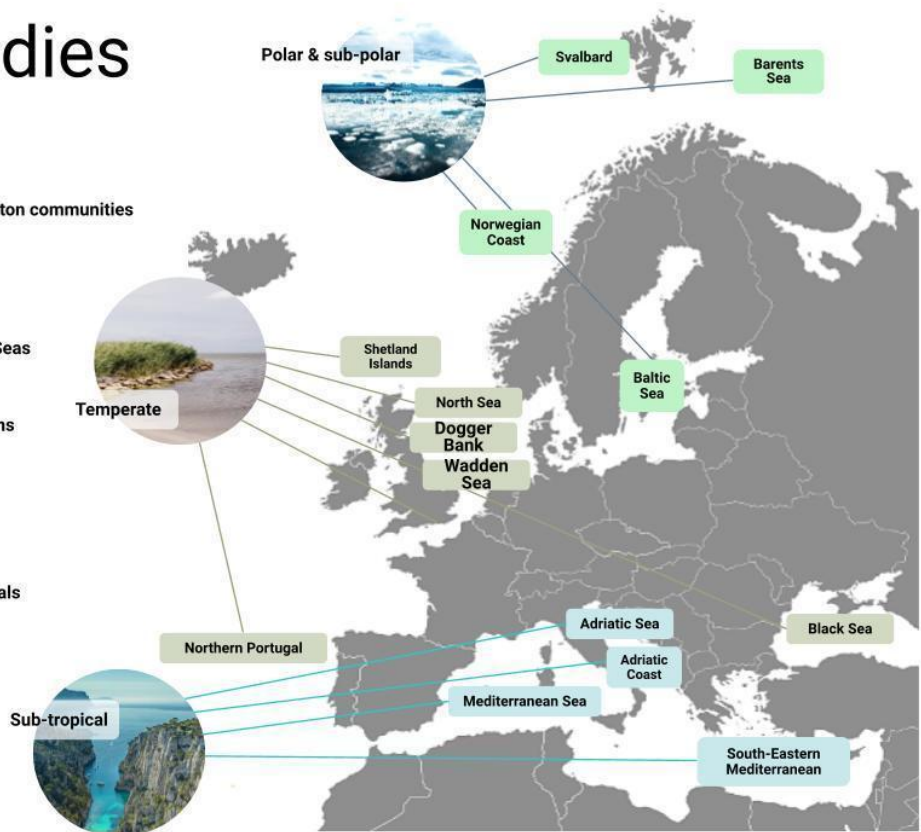 dies
Polar & sub-polar
Svalbard
Barents
Sea
ton communities
Norwegian
Coast
Seas
Shetland
Islands
Temperate
North Sea
Baltic
Sea
ns
Dogger
Bank
Wadden
Sea
als
Northern Portugal
Adriatic Sea
Black Sea
Adriatic
Coast
Mediterranean Sea
Sub-tropical
South-Eastern
Mediterranean